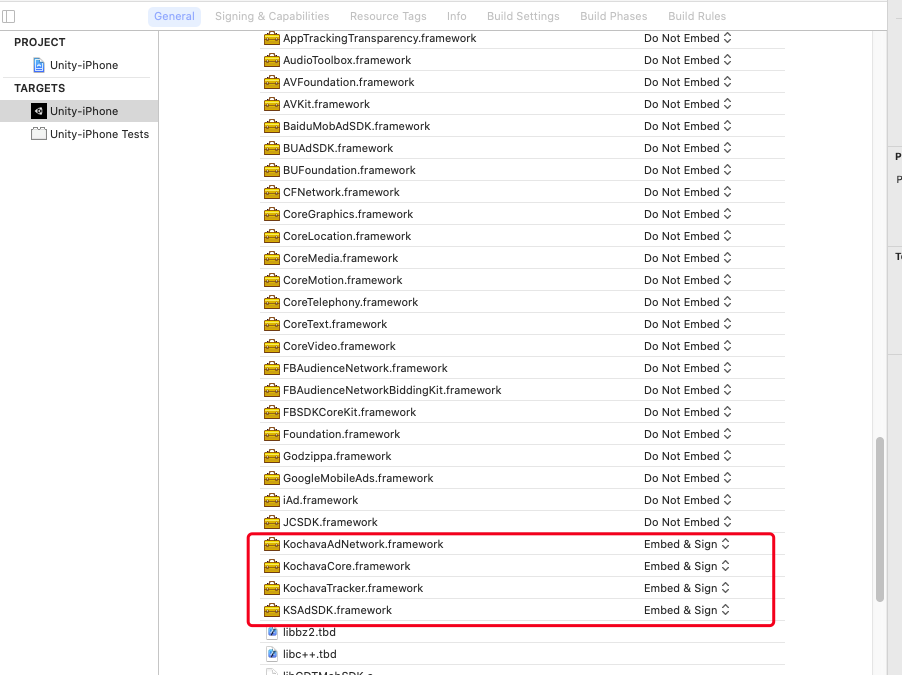 General Signing & Capabilities Resource Tags Info Build Settings Build Phases Build Rules
PROJECT
Unity-iPhone
TARGETS
Unity-iPhone
Unity-iPhone Tests
AppTrackingTransparency.framework Do Not Embed
AudioToolbox.framework Do Not Embed
AVFoundation.framework Do Not Embed
AVKit.framework Do Not Embed
BaiduMobAdSDK.framework Do Not Embed
BUAdSDK.framework Do Not Embed
BUFoundation.framework Do Not Embed
CFNetwork.framework Do Not Embed
CoreGraphics.framework Do Not Embed
CoreLocation.framework Do Not Embed
CoreMedia.framework Do Not Embed
CoreMotion.framework Do Not Embed
CoreTelephony.framework Do Not Embed
CoreText.framework Do Not Embed
CoreVideo.framework Do Not Embed
FBAudienceNetwork.framework Do Not Embed
FBAudienceNetworkBiddingKit.framework Do Not Embed
FBSDKCoreKit.framework Do Not Embed
Foundation.framework Do Not Embed
Godzippa.framework Do Not Embed
GoogleMobileAds.framework Do Not Embed
iAd.framework Do Not Embed
JCSDK.framework Do Not Embed
KochavaAdNetwork.framework Embed & Sign
KochavaCore.framework Embed & Sign
KochavaTracker.framework Embed & Sign
KSAdSDK.framework Embed & Sign
libbz2.tbd
libc++.tbd